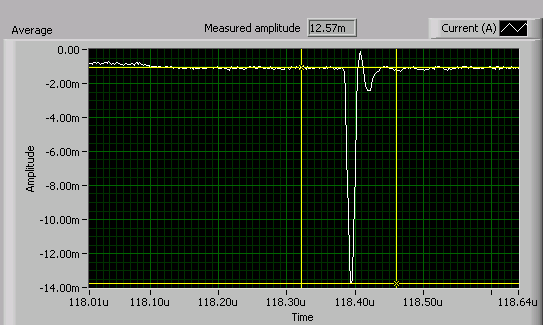 Average
Measured amplitude 12.57m
Current (A)
0.00
-2.00m
-4.00m
-6.00m
-8.00m
-10.00m
-12.00m
-14.00m
Amplitude
118.01u 118.10u 118.20u 118.30u 118.40u 118.50u 118.64u
Time